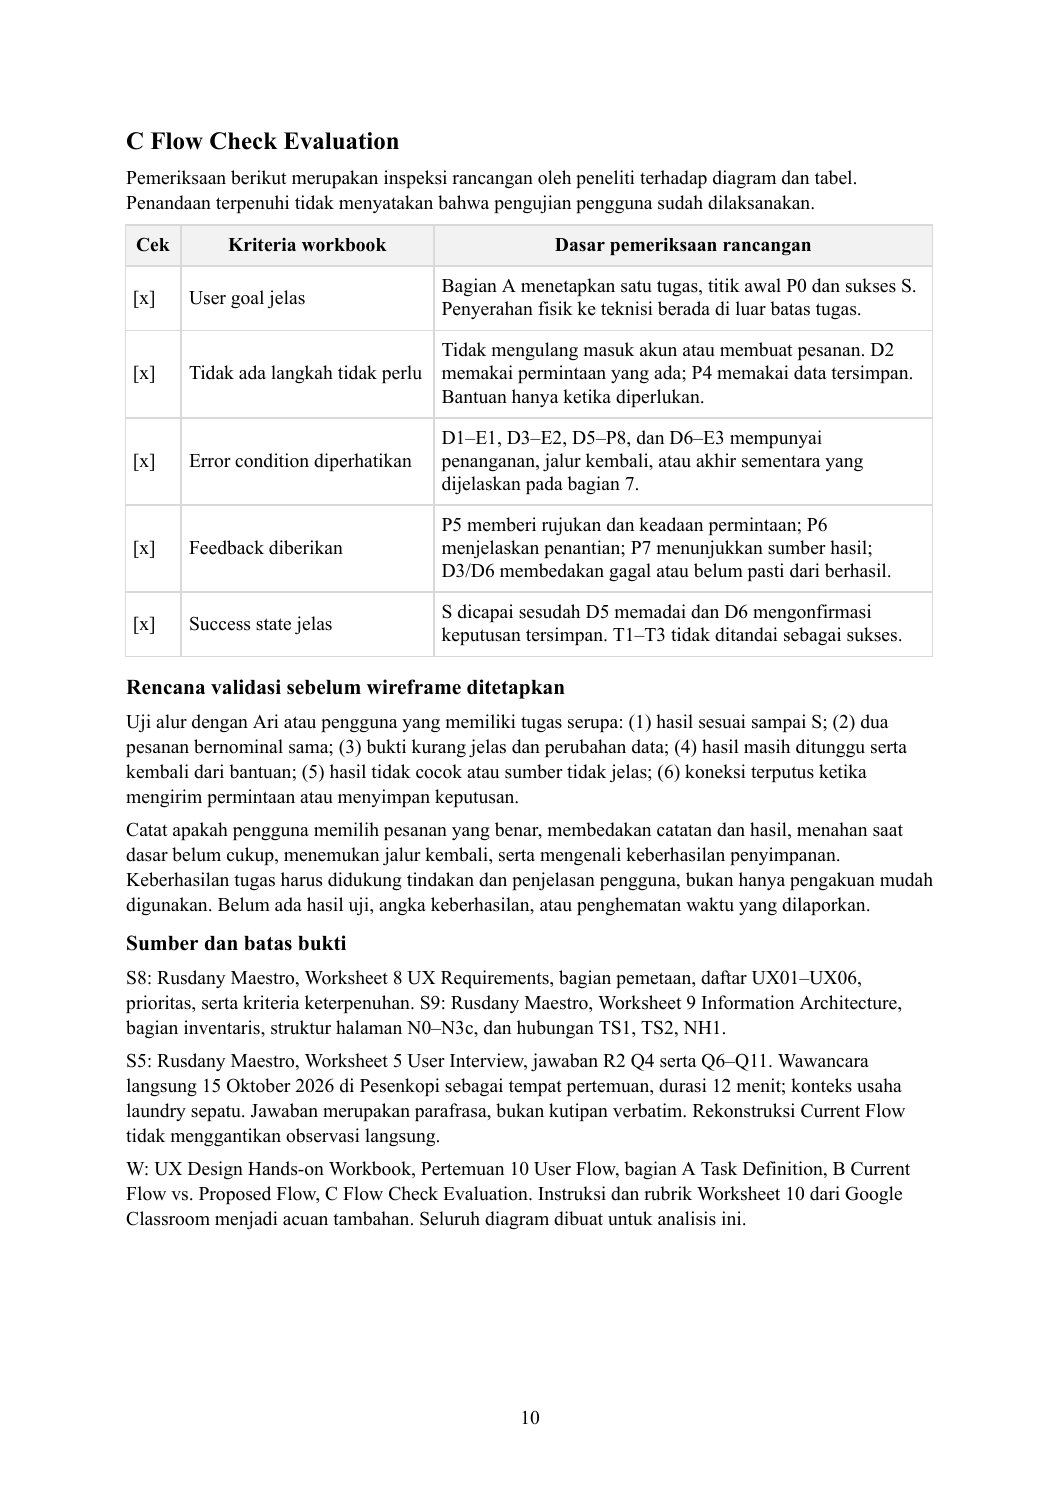 C Flow Check Evaluation
Pemeriksaan berikut merupakan inspeksi rancangan oleh peneliti terhadap diagram dan tabel.
Penandaan terpenuhi tidak menyatakan bahwa pengujian pengguna sudah dilaksanakan.
Cek Kriteria workbook Dasar pemeriksaan rancangan
[x] User goal jelas
Bagian A menetapkan satu tugas, titik awal P0 dan sukses S.
Penyerahan fisik ke teknisi berada di luar batas tugas.
[x] Tidak ada langkah tidak perlu
Tidak mengulang masuk akun atau membuat pesanan. D2
memakai permintaan yang ada; P4 memakai data tersimpan.
Bantuan hanya ketika diperlukan.
[x] Error condition diperhatikan
D1–E1, D3–E2, D5–P8, dan D6–E3 mempunyai
penanganan, jalur kembali, atau akhir sementara yang
dijelaskan pada bagian 7.
[x] Feedback diberikan
P5 memberi rujukan dan keadaan permintaan; P6
menjelaskan penantian; P7 menunjukkan sumber hasil;
D3/D6 membedakan gagal atau belum pasti dari berhasil.
[x] Success state jelas
S dicapai sesudah D5 memadai dan D6 mengonfirmasi
keputusan tersimpan. T1–T3 tidak ditandai sebagai sukses.
Rencana validasi sebelum wireframe ditetapkan
Uji alur dengan Ari atau pengguna yang memiliki tugas serupa: (1) hasil sesuai sampai S; (2) dua
pesanan bernominal sama; (3) bukti kurang jelas dan perubahan data; (4) hasil masih ditunggu serta
kembali dari bantuan; (5) hasil tidak cocok atau sumber tidak jelas; (6) koneksi terputus ketika
mengirim permintaan atau menyimpan keputusan.
Catat apakah pengguna memilih pesanan yang benar, membedakan catatan dan hasil, menahan saat
dasar belum cukup, menemukan jalur kembali, serta mengenali keberhasilan penyimpanan.
Keberhasilan tugas harus didukung tindakan dan penjelasan pengguna, bukan hanya pengakuan mudah
digunakan. Belum ada hasil uji, angka keberhasilan, atau penghematan waktu yang dilaporkan.
Sumber dan batas bukti
S8: Rusdany Maestro, Worksheet 8 UX Requirements, bagian pemetaan, daftar UX01–UX06,
prioritas, serta kriteria keterpenuhan. S9: Rusdany Maestro, Worksheet 9 Information Architecture,
bagian inventaris, struktur halaman N0–N3c, dan hubungan TS1, TS2, NH1.
S5: Rusdany Maestro, Worksheet 5 User Interview, jawaban R2 Q4 serta Q6–Q11. Wawancara
langsung 15 Oktober 2026 di Pesenkopi sebagai tempat pertemuan, durasi 12 menit; konteks usaha
laundry sepatu. Jawaban merupakan parafrasa, bukan kutipan verbatim. Rekonstruksi Current Flow
tidak menggantikan observasi langsung.
W: UX Design Hands-on Workbook, Pertemuan 10 User Flow, bagian A Task Definition, B Current
Flow vs. Proposed Flow, C Flow Check Evaluation. Instruksi dan rubrik Worksheet 10 dari Google
Classroom menjadi acuan tambahan. Seluruh diagram dibuat untuk analisis ini.
10